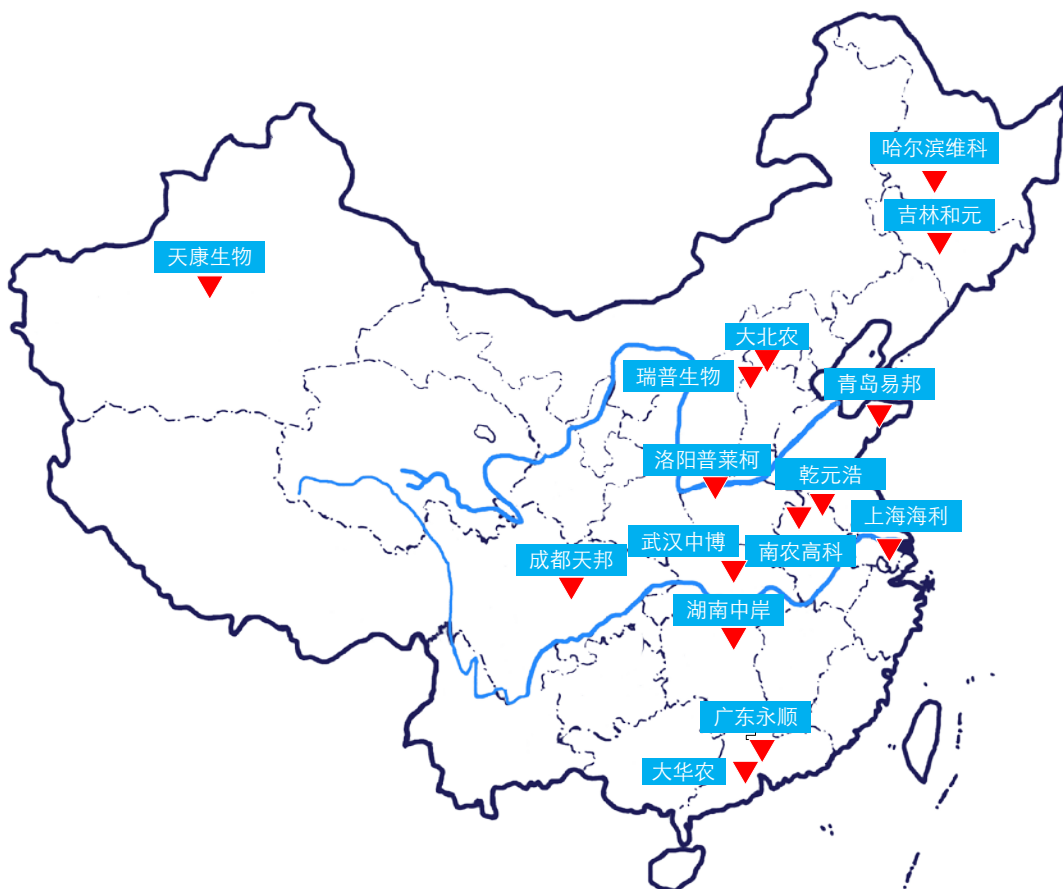 哈尔滨维科
吉林和元
天康生物
大北农
瑞普生物
青岛易邦
洛阳普莱柯
乾元浩
上海海利
武汉中博
南农高科
成都天邦
湖南中岸
广东永顺
大华农